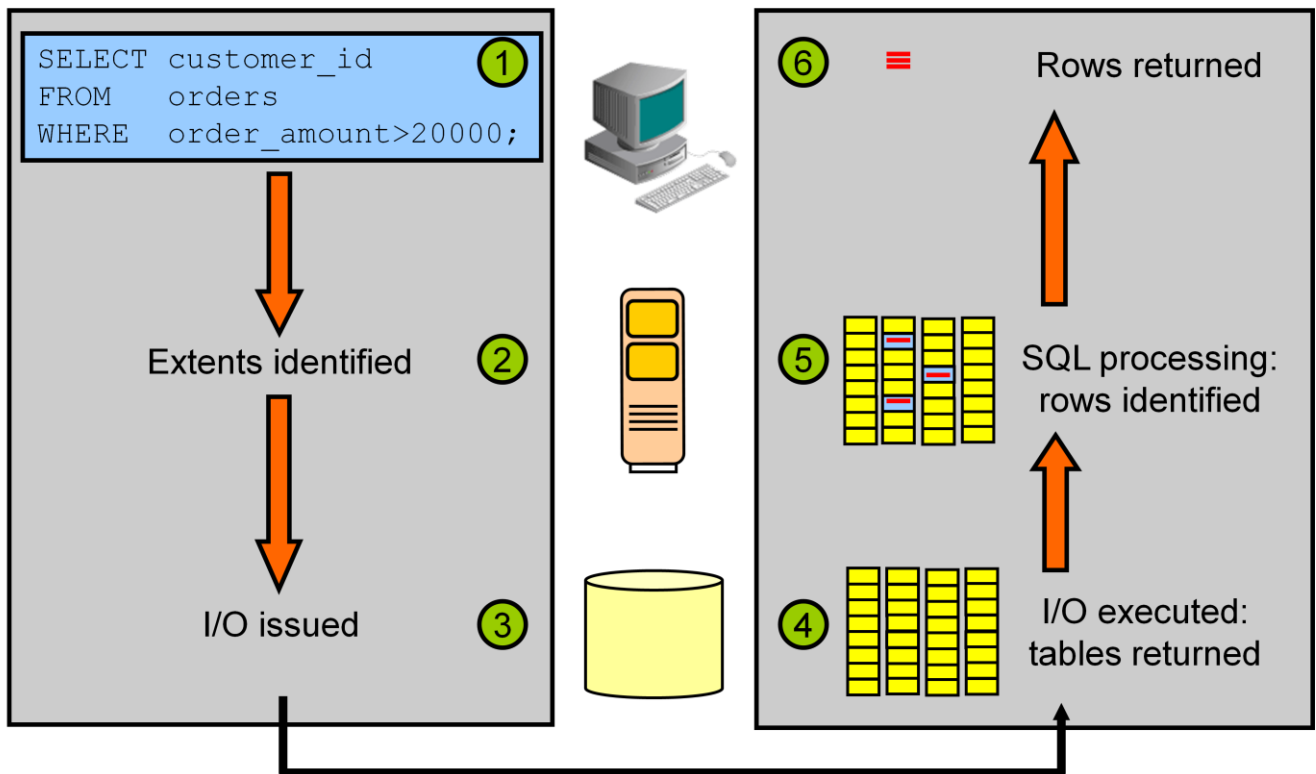 SELECT customer_id
FROM orders
WHERE order_amount>20000;
1
Extents identified
2
I/O issued
3
4
I/O executed:
tables returned
5
SQL processing:
rows identified
6
Rows returned